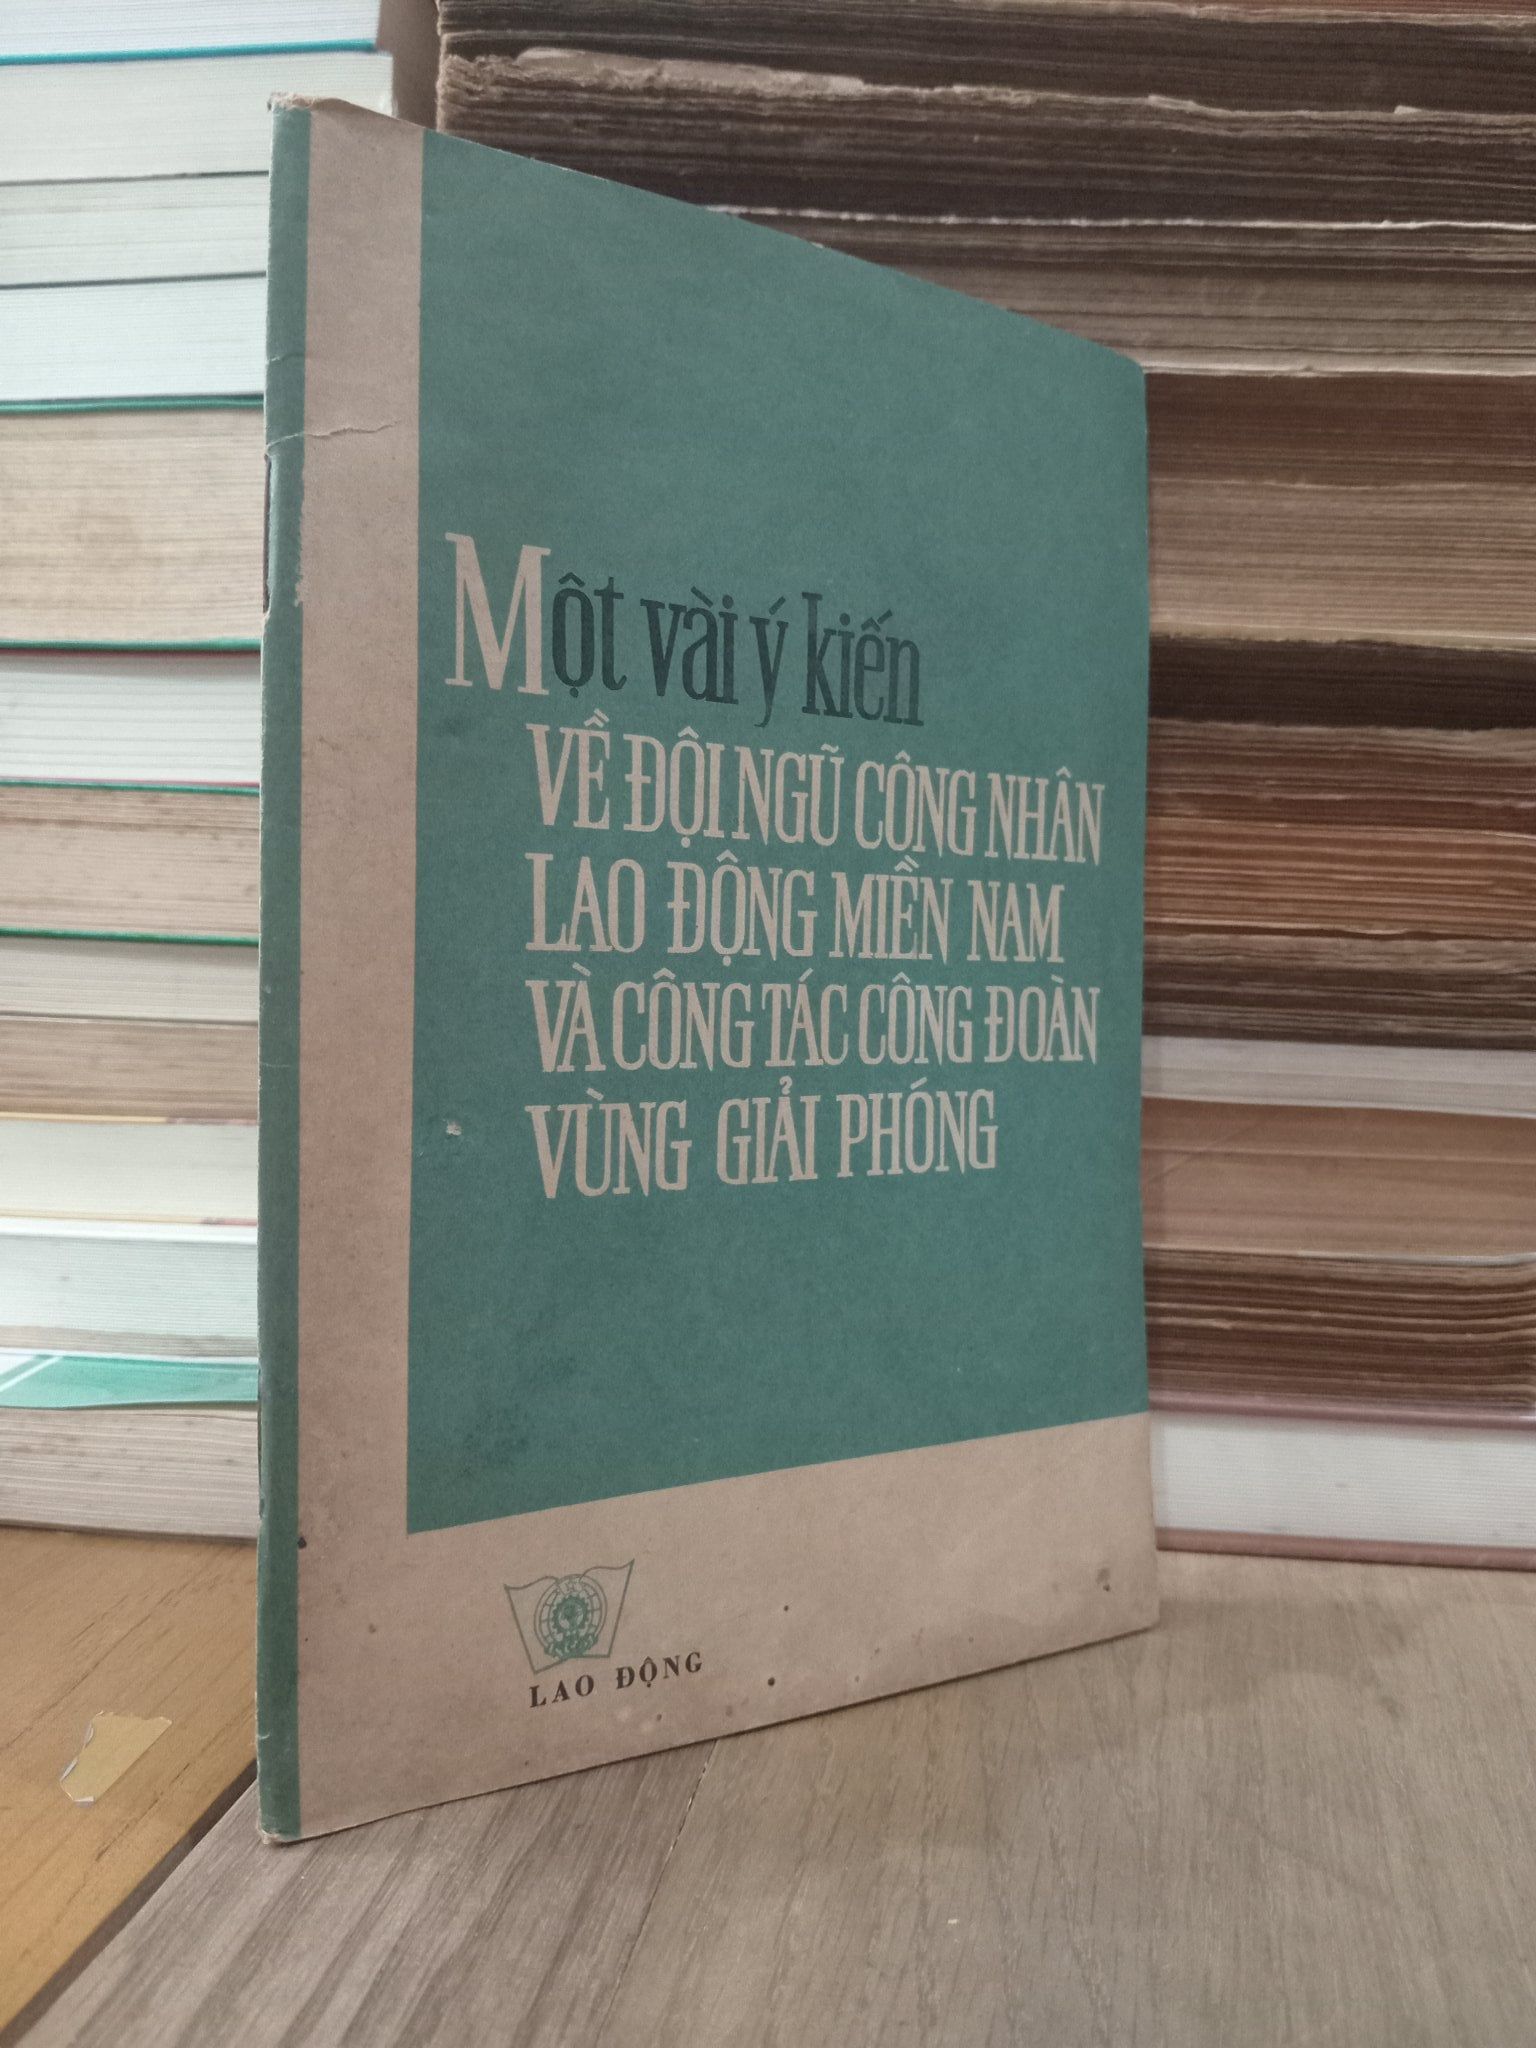 Một vài ý kiến
VỀ ĐỘI NGŨ CÔNG NHÂN
LAO ĐỘNG MIỀN NAM
VÀ CÔNG TÁC CÔNG ĐOÀN
VÙNG GIẢI PHÓNG
LAO ĐỘNG